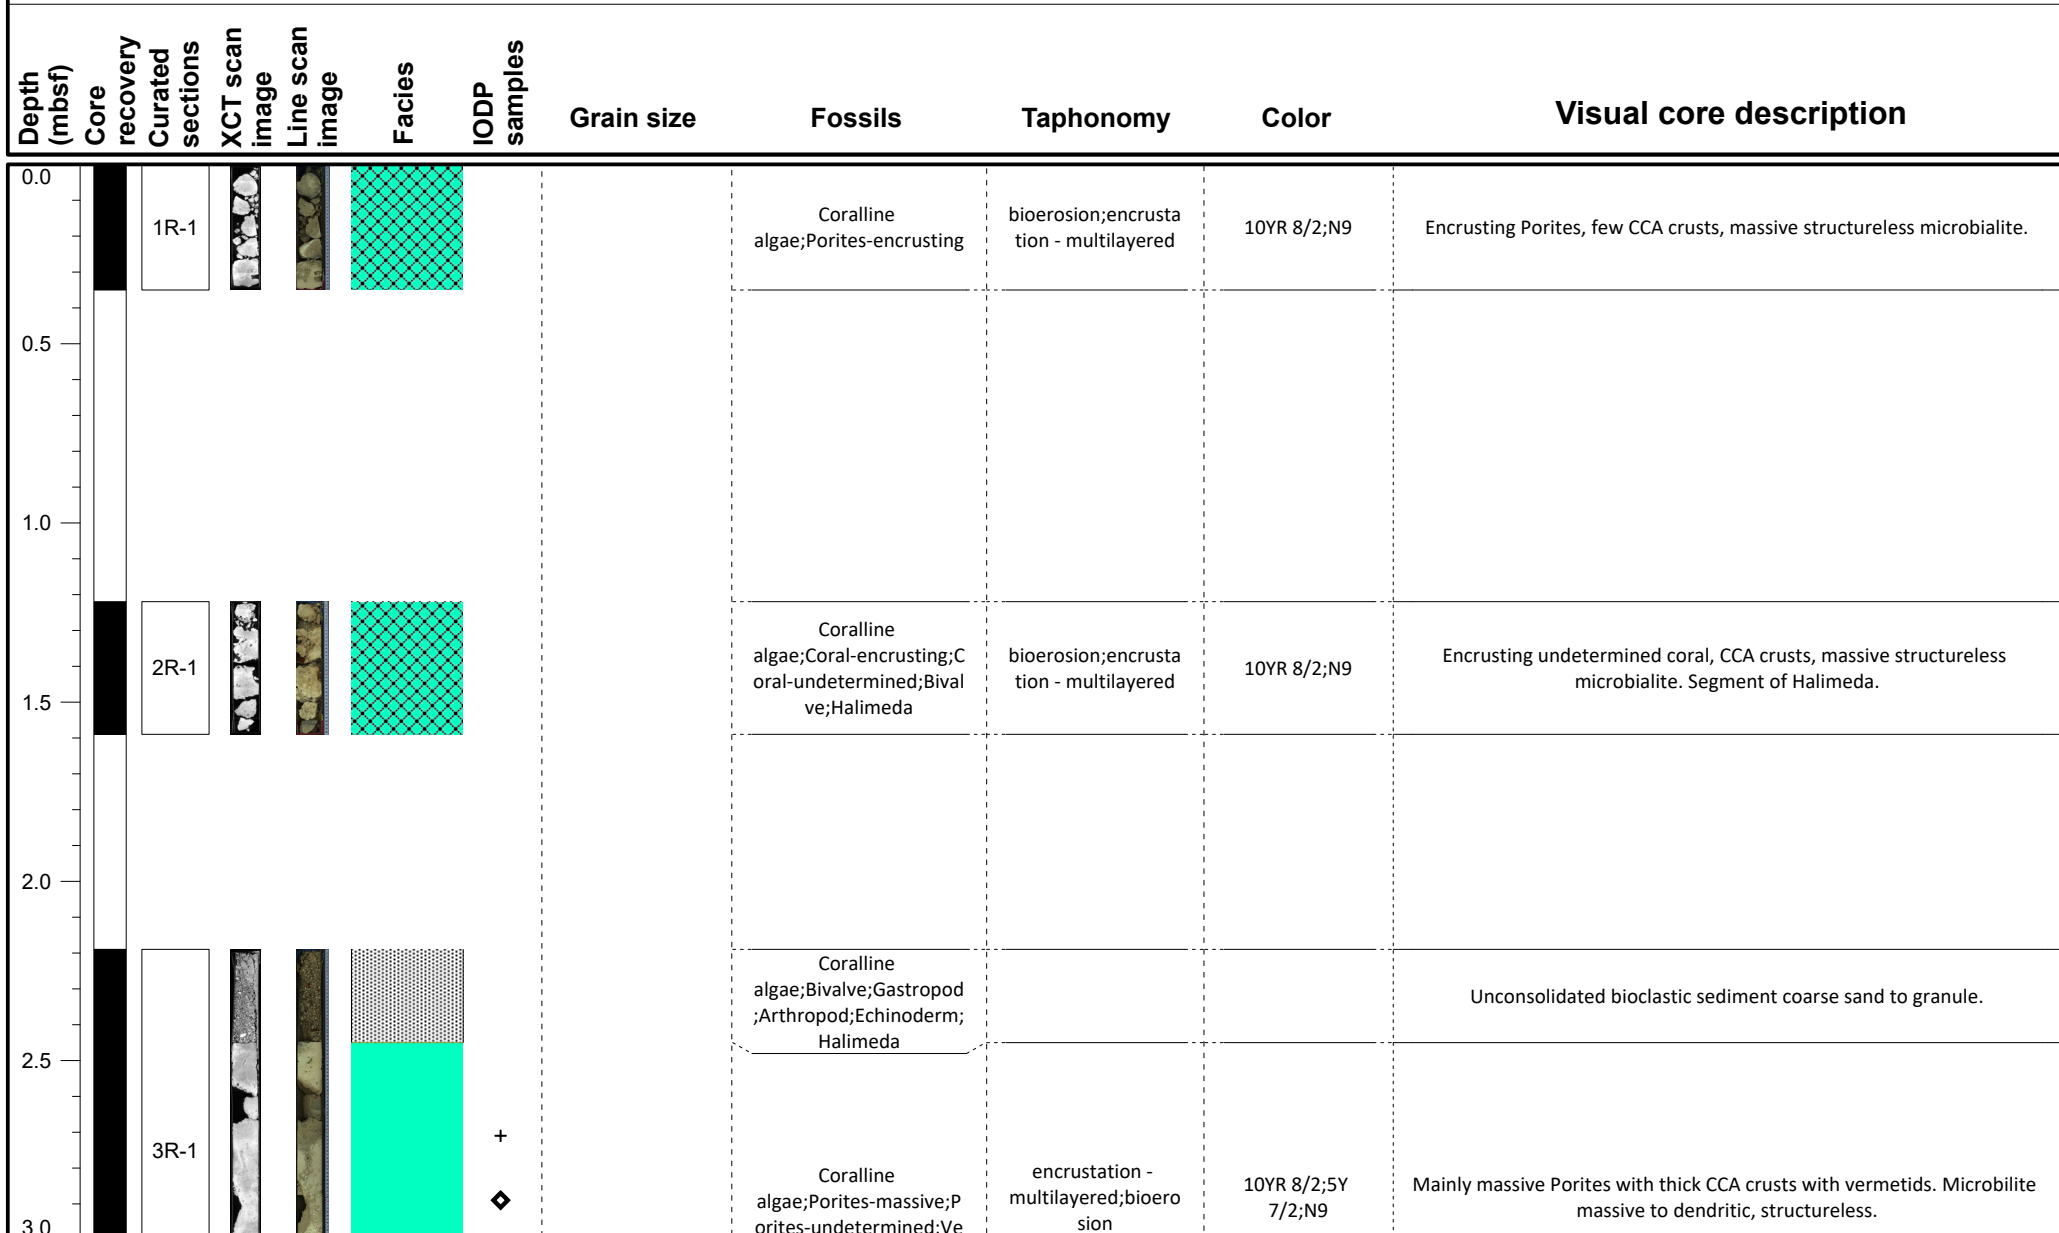 Depth
(mbsf)
Core
recovery
Curated
sections
XCT scan
image
Line scan
image
Facies
IODP
samples
Grain size
Fossils
Taphonomy
Color
Visual core description
0.0
1R-1
Coralline
algae;Porites-encrusting
bioerosion;encrusta
tion - multilayered
10YR 8/2;N9
Encrusting Porites, few CCA crusts, massive structureless microbialite.
0.5
1.0
2R-1
Coralline
algae;Coral-encrusting;C
oral-undetermined;Bival
ve;Halimeda
bioerosion;encrusta
tion - multilayered
10YR 8/2;N9
Encrusting undetermined coral, CCA crusts, massive structureless
microbialite. Segment of Halimeda.
1.5
2.0
Coralline
algae;Bivalve;Gastropod
;Arthropod;Echinoderm;
Halimeda
Unconsolidated bioclastic sediment coarse sand to granule.
2.5
3R-1
+
Coralline
algae;Porites-massive;P
orites-undetermined;Ve
encrustation -
multilayered;bioero
sion
10YR 8/2;5Y
7/2;N9
Mainly massive Porites with thick CCA crusts with vermetids. Microbilite
massive to dendritic, structureless.
3.0